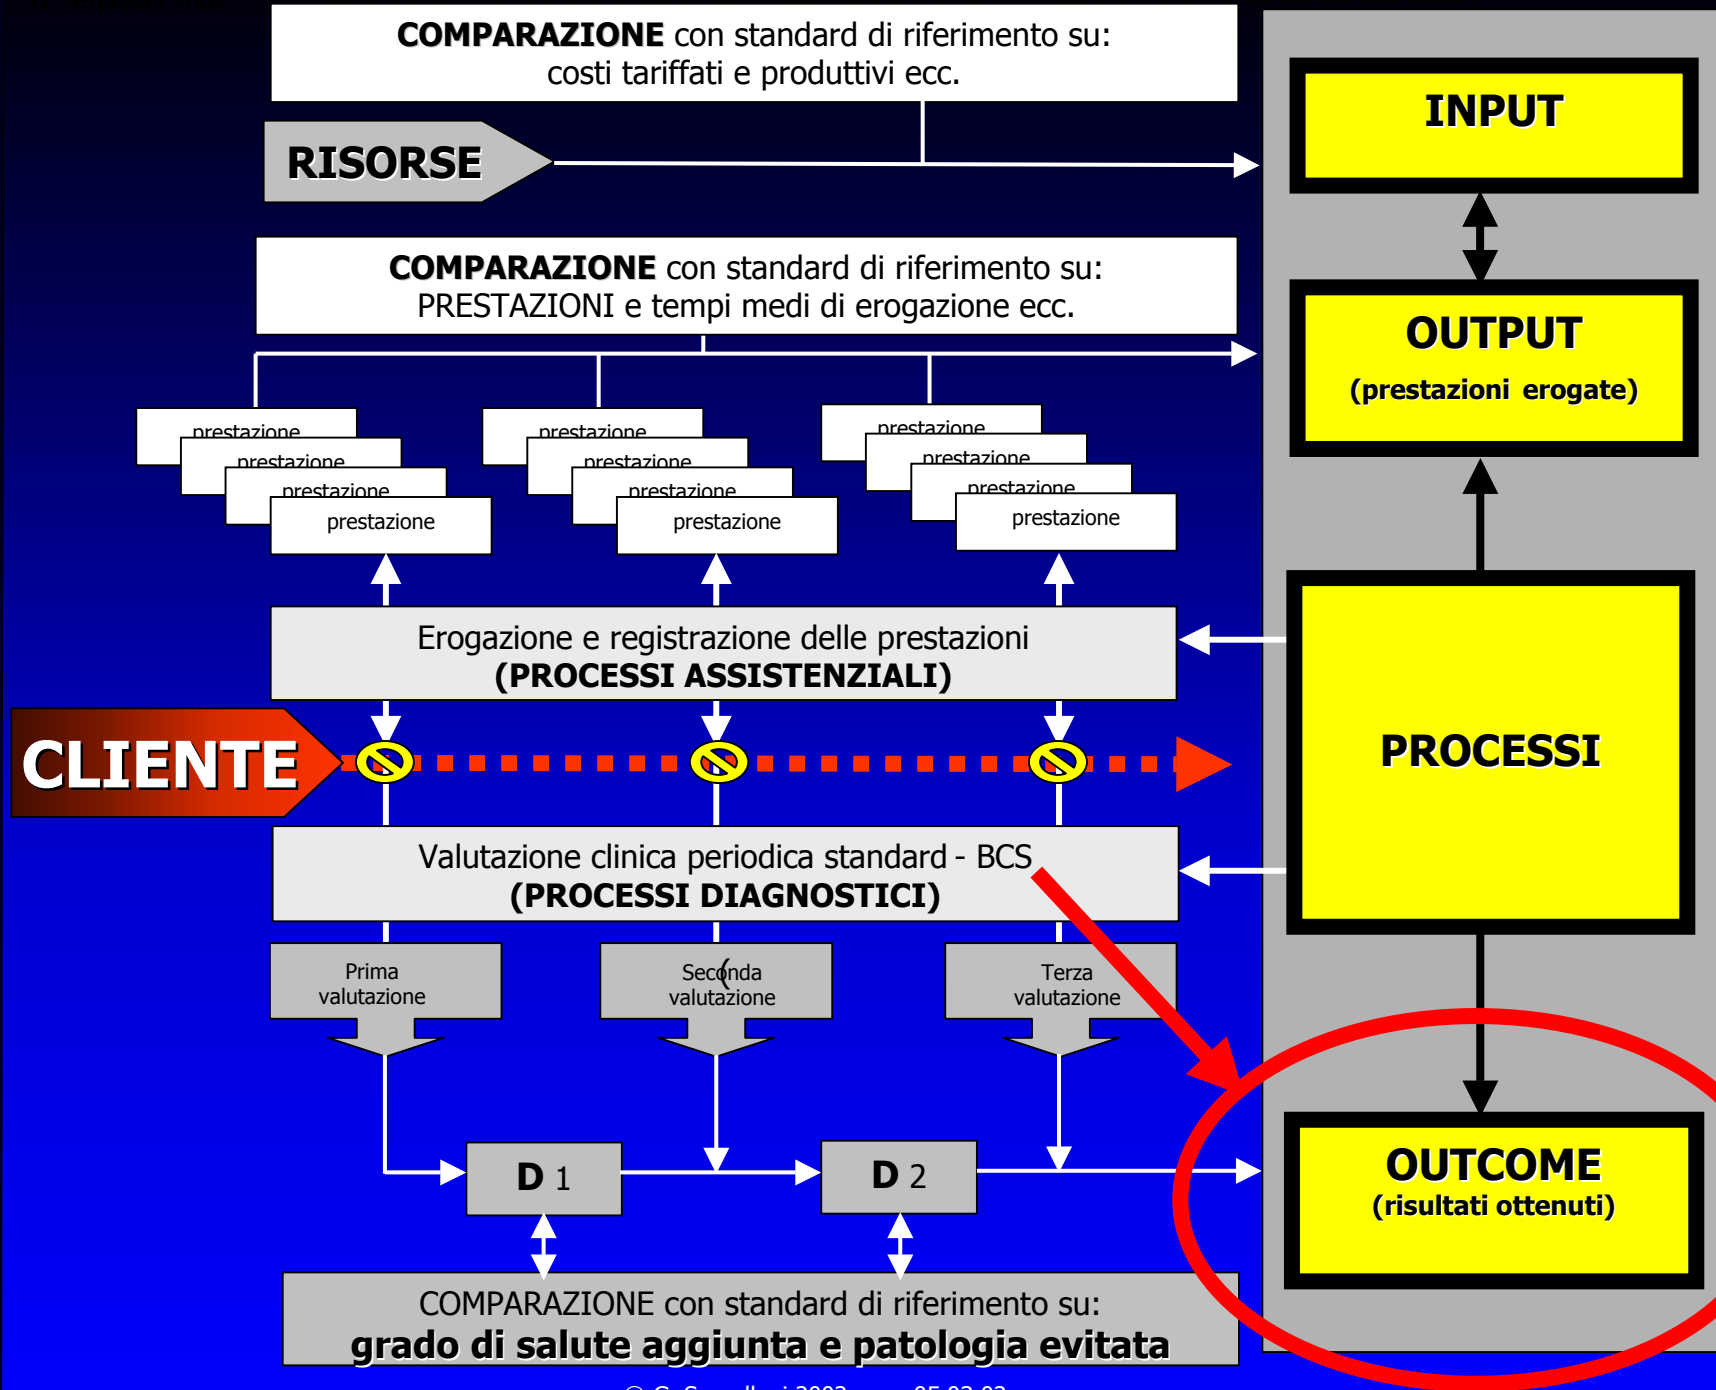 COMPARAZIONE con standard di riferimento su:
costi tariffati e produttivi ecc.
INPUT
RISORSE
COMPARAZIONE con standard di riferimento su:
PRESTAZIONI e tempi medi di erogazione ecc.
OUTPUT
(prestazioni erogate)
prestazione
prestazione
prestazione
prestazione
prestazione
prestazione
prestazione
prestazione
prestazione
prestazione
prestazione
prestazione
Erogazione e registrazione delle prestazioni
(PROCESSI ASSISTENZIALI)
CLIENTE
PROCESSI
Valutazione clinica periodica standard - BCS
(PROCESSI DIAGNOSTICI)
Prima
valutazione
Seconda
(
valutazione
Terza
valutazione
D 1
D 2
OUTCOME
(risultati ottenuti)
COMPARAZIONE con standard di riferimento su:
grado di salute aggiunta e patologia evitata